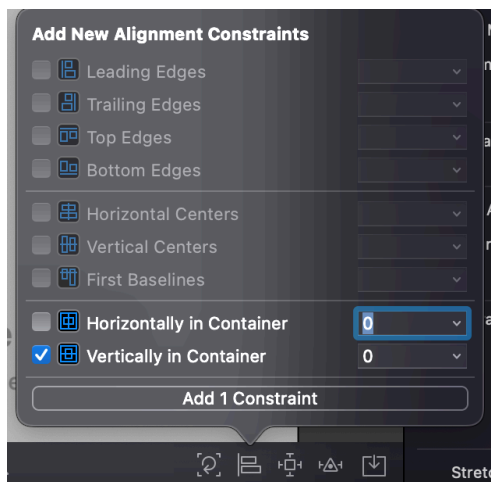 Add New Alignment Constraints
Leading Edges
Trailing Edges
Top Edges
Bottom Edges
Horizontal Centers
Vertical Centers
First Baselines
Horizontally in Container 0
Vertically in Container 0
Add 1 Constraint